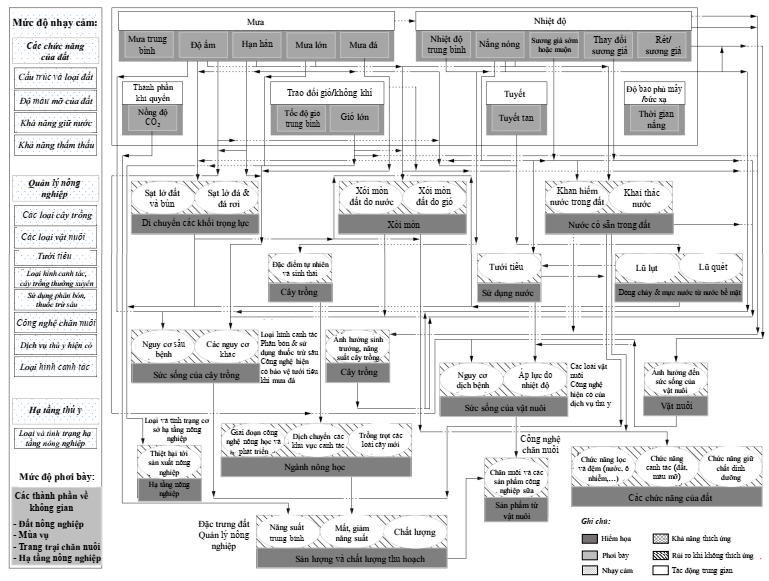 Mức độ nhạy cảm:
Các chức năng
của đất
Cấu trúc và loại đất
Độ màu mỡ của đất
Khả năng giữ nước
Khả năng thấm thấu
Quản lý nông
nghiệp
Các loại cây trồng
Các loại vật nuôi
Tưới tiêu
Loại hình canh tác,
cây trồng thường xuyên
Sử dụng phân bón,
thuốc trừ sâu
Công nghệ chăn nuôi
Dịch vụ thú y hiện có
Loại hình canh tác
Hạ tầng thú y
Loại và tình trạng hạ
tầng nông nghiệp
Mức độ phơi bày:
Các thành phần về
không gian
- Đất nông nghiệp
- Mùa vụ
- Trang trại chăn nuôi
- Hạ tầng nông nghiệp
Mưa
Mưa trung
bình
Độ ẩm
Hạn hán
Mưa lớn
Mưa đá
Nhiệt độ
Nhiệt độ
trung bình
Nắng nóng
Sương giá sớm
hoặc muộn
Thay đổi
sương giá
Rét/
sương giá
Thành phần
khí quyển
Nồng độ
CO2
Trao đổi gió/không khí
Tốc độ gió
trung bình
Gió lớn
Tuyết
Tuyết tan
Độ bao phủ mây
/bức xạ
Thời gian
nắng
Sạt lở đất
và bùn
Sạt lở đá &
đá rơi
Di chuyển các khối trọng lực
Xói mòn
đất do nước
Xói mòn
đất do gió
Xói mòn
Khan hiếm
nước trong đất
Khai thác
nước
Nước có sẵn trong đất
Đặc điểm tự nhiên
và sinh thái
Cây trồng
Tưới tiêu
Sử dụng nước
Lũ lụt
Lũ quét
Dòng chảy & mực nước từ nước bề mặt
Nguy cơ sâu
bệnh
Các nguy cơ
khác
Sức sống của cây trồng
Loại hình canh tác
Phân bón & sử
dụng thuốc trừ sâu
Công nghệ hiện
có bảo vệ tưới tiêu
khi mưa đá
Ảnh hưởng sinh
trưởng, năng
suất cây trồng
Cây trồng
Nguy cơ
dịch bệnh
Áp lực do
nhiệt độ
Sức sống của vật nuôi
Các loài vật
nuôi
Công nghệ
hiện có của
dịch vụ thú y
Ảnh hưởng đến
sức sống của
vật nuôi
Vật nuôi
Loại và tình trạng cơ
sở hạ tầng nông
nghiệp
Thiệt hại tới
sản xuất nông
nghiệp
Hạ tầng
nông nghiệp
Giai đoạn công
nghệ nông học và
phát triển
Dịch chuyển các
khu vực canh tác
Trồng trọt các
loại cây mới
Ngành nông học
Công nghệ
chăn nuôi
Chăn nuôi và các
sản phẩm công
nghiệp sữa
Sản phẩm từ
vật nuôi
Chức năng lọc
và đệm (nước, ô
nhiễm,...)
Chức năng
canh tác (đất,
màu mỡ)
Chức năng giữ
chất dinh
dưỡng
Các chức năng của đất
Đặc trưng đất
Quản lý nông
nghiệp
Năng suất
trung bình
Mất, giảm
năng suất
Chất lượng
Sản lượng và chất lượng thu hoạch
Ghi chú:
Hiểm họa
Phơi bày
Nhạy cảm
Khả năng thích ứng
Rủi ro khi không thích ứng
Tác động trung gian